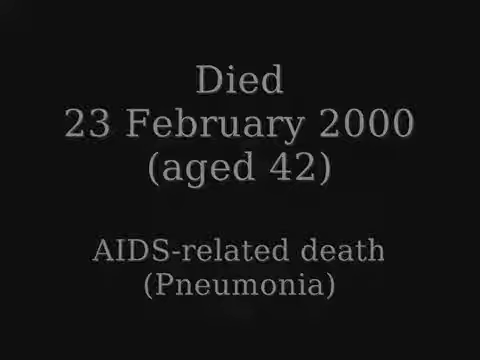 Died
23 February 2000
(aged 42)
AIDS-related death
(Pneumonia)